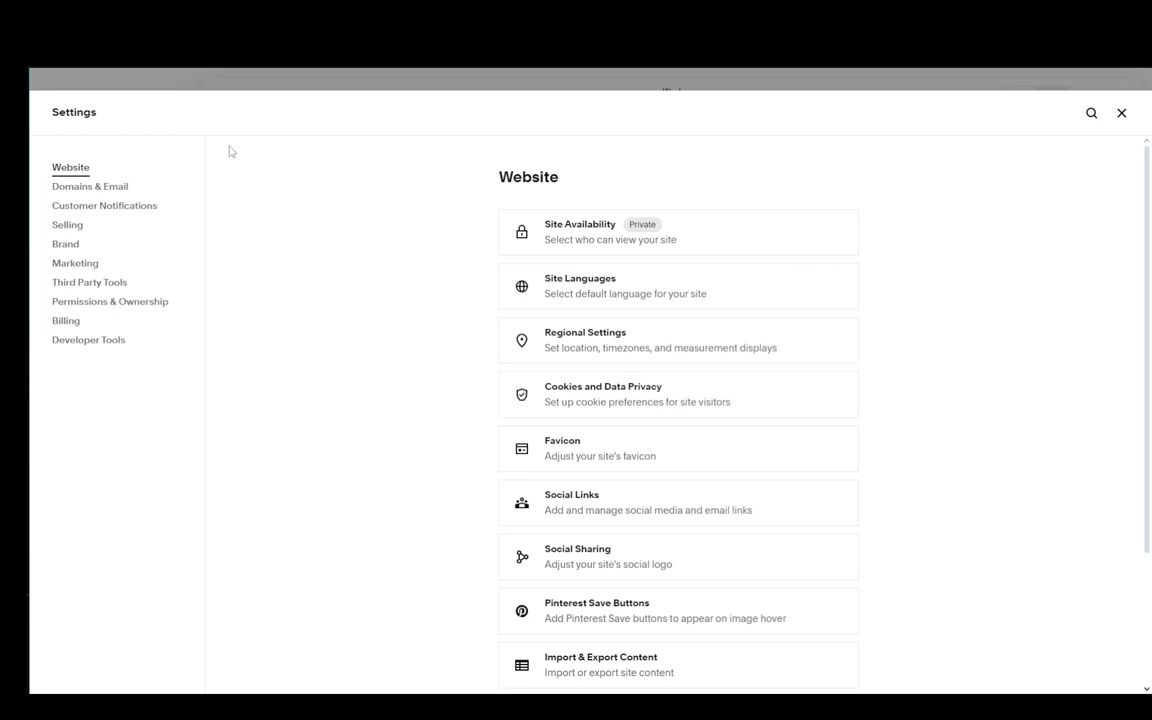 Settings
Website
Domains & Email
Customer Notifications
Selling
Brand
Marketing
Third Party Tools
Permissions & Ownership
Billing
Developer Tools
Website
Site Availability Private
Select who can view your site
Site Languages
Select default language for your site
Regional Settings
Set location, timezones, and measurement displays
Cookies and Data Privacy
Set up cookie preferences for site visitors
Favicon
Adjust your site's favicon
Social Links
Add and manage social media and email links
Social Sharing
Adjust your site's social logo
Pinterest Save Buttons
Add Pinterest Save buttons to appear on image hover
Import & Export Content
Import or export site content